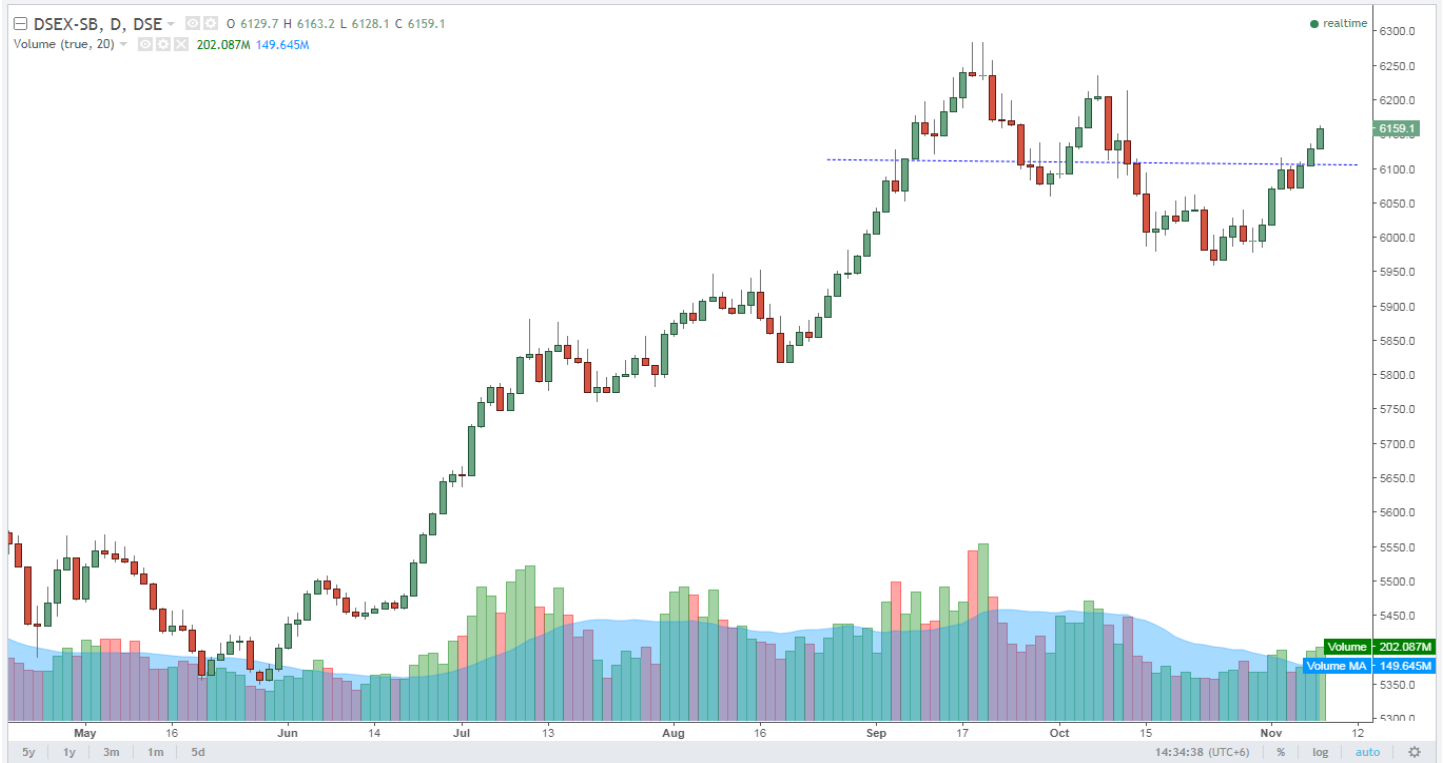 DSEX-SB, D, DSE O 6129.7 H 6163.2 L 6128.1 C 6159.1
Volume (true, 20) 202.087M 149.645M
realtime
6300.0
6250.0
6200.0
6159.1
6100.0
6050.0
6000.0
5950.0
5900.0
5850.0
5800.0
5750.0
5700.0
5650.0
5600.0
5550.0
5500.0
5450.0
Volume 202.087M
Volume MA 149.645M
5350.0
5300.0
May 16 Jun 14 Jul 13 Aug 16 Sep 17 Oct 15 Nov 12
5y 1y 3m 1m 5d 14:34:38 (UTC+6) % log auto